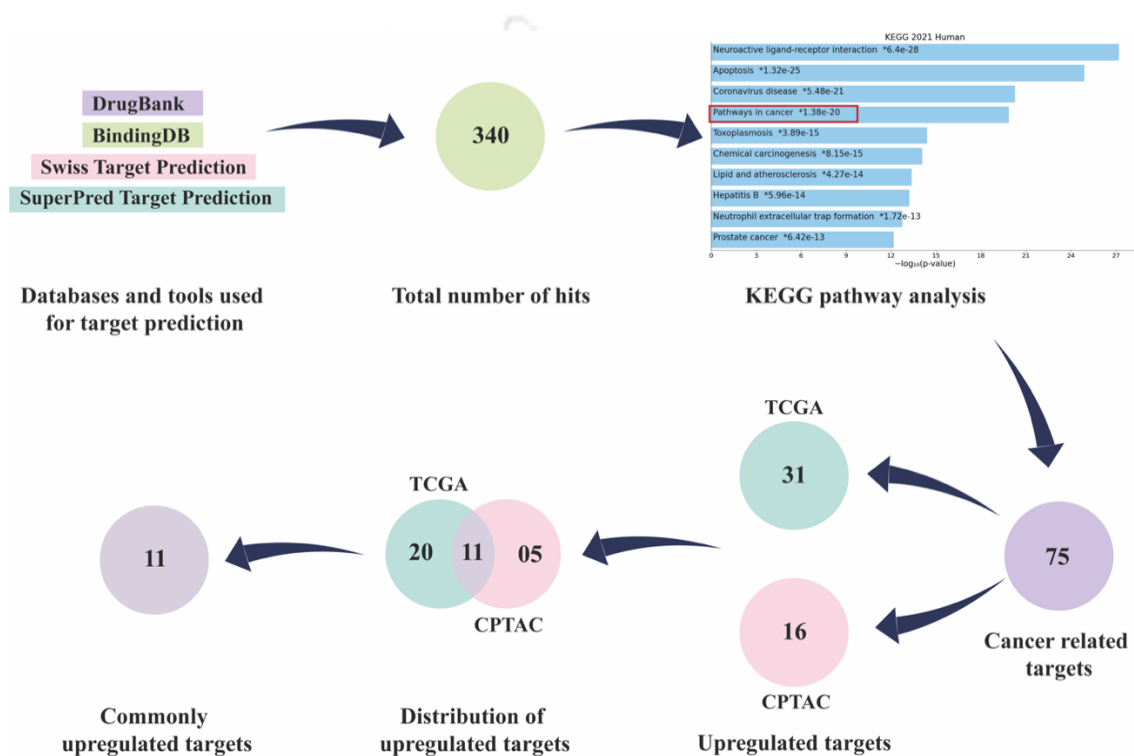 DrugBank
BindingDB
Swiss Target Prediction
SuperPred Target Prediction
Databases and tools used
for target prediction
340
Total number of hits
KEGG 2021 Human
Neuroactive ligand-receptor interaction *6.4e-28
Apoptosis *1.32e-25
Coronavirus disease *5.48e-21
Pathways in cancer *1.38e-20
Toxoplasmosis *3.89e-15
Chemical carcinogenesis *8.15e-15
Lipid and atherosclerosis *4.27e-14
Hepatitis B *5.96e-14
Neutrophil extracellular trap formation *1.72e-13
Prostate cancer *6.42e-13
0 3 6 9 12 15 18 21 24 27
−log₁₀(p-value)
KEGG pathway analysis
75
Cancer related
targets
TCGA
31
16
CPTAC
Upregulated targets
TCGA
20 11 05
CPTAC
Distribution of
upregulated targets
11
Commonly
upregulated targets